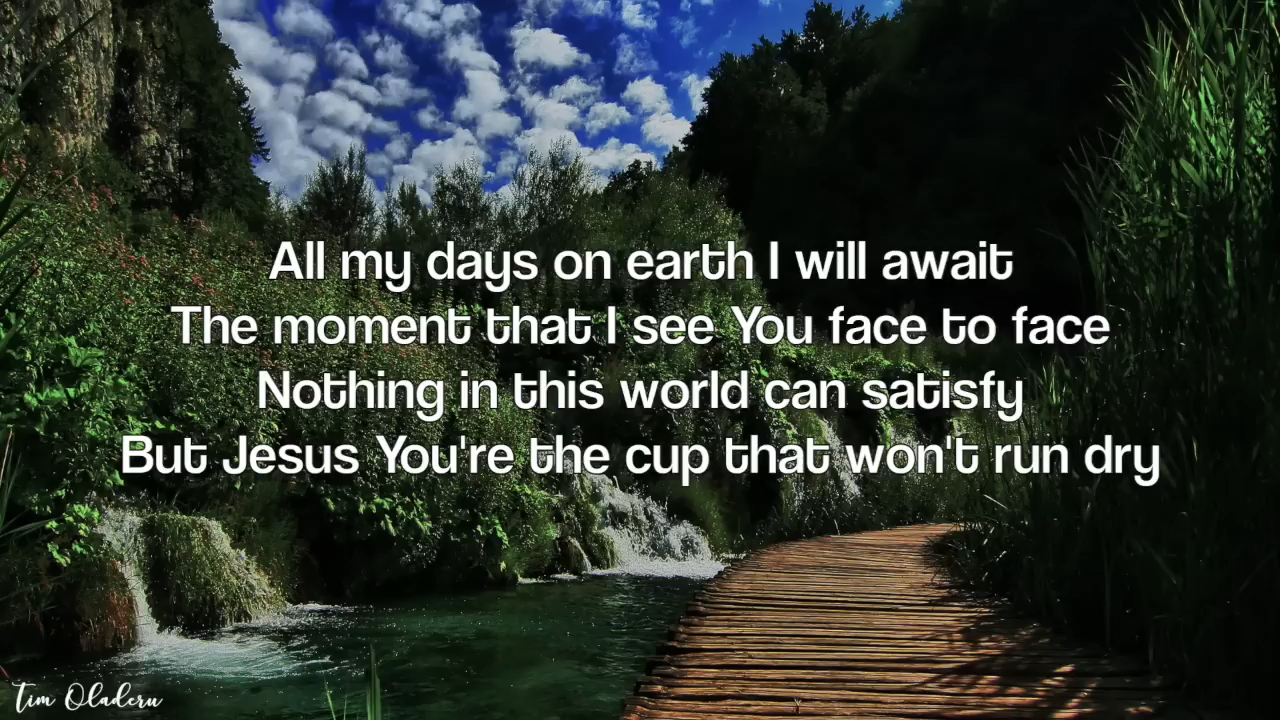 All my days on earth I will await
The moment that I see You face to face
Nothing in this world can satisfy
But Jesus You're the cup that won't run dry
Tim Oladeru